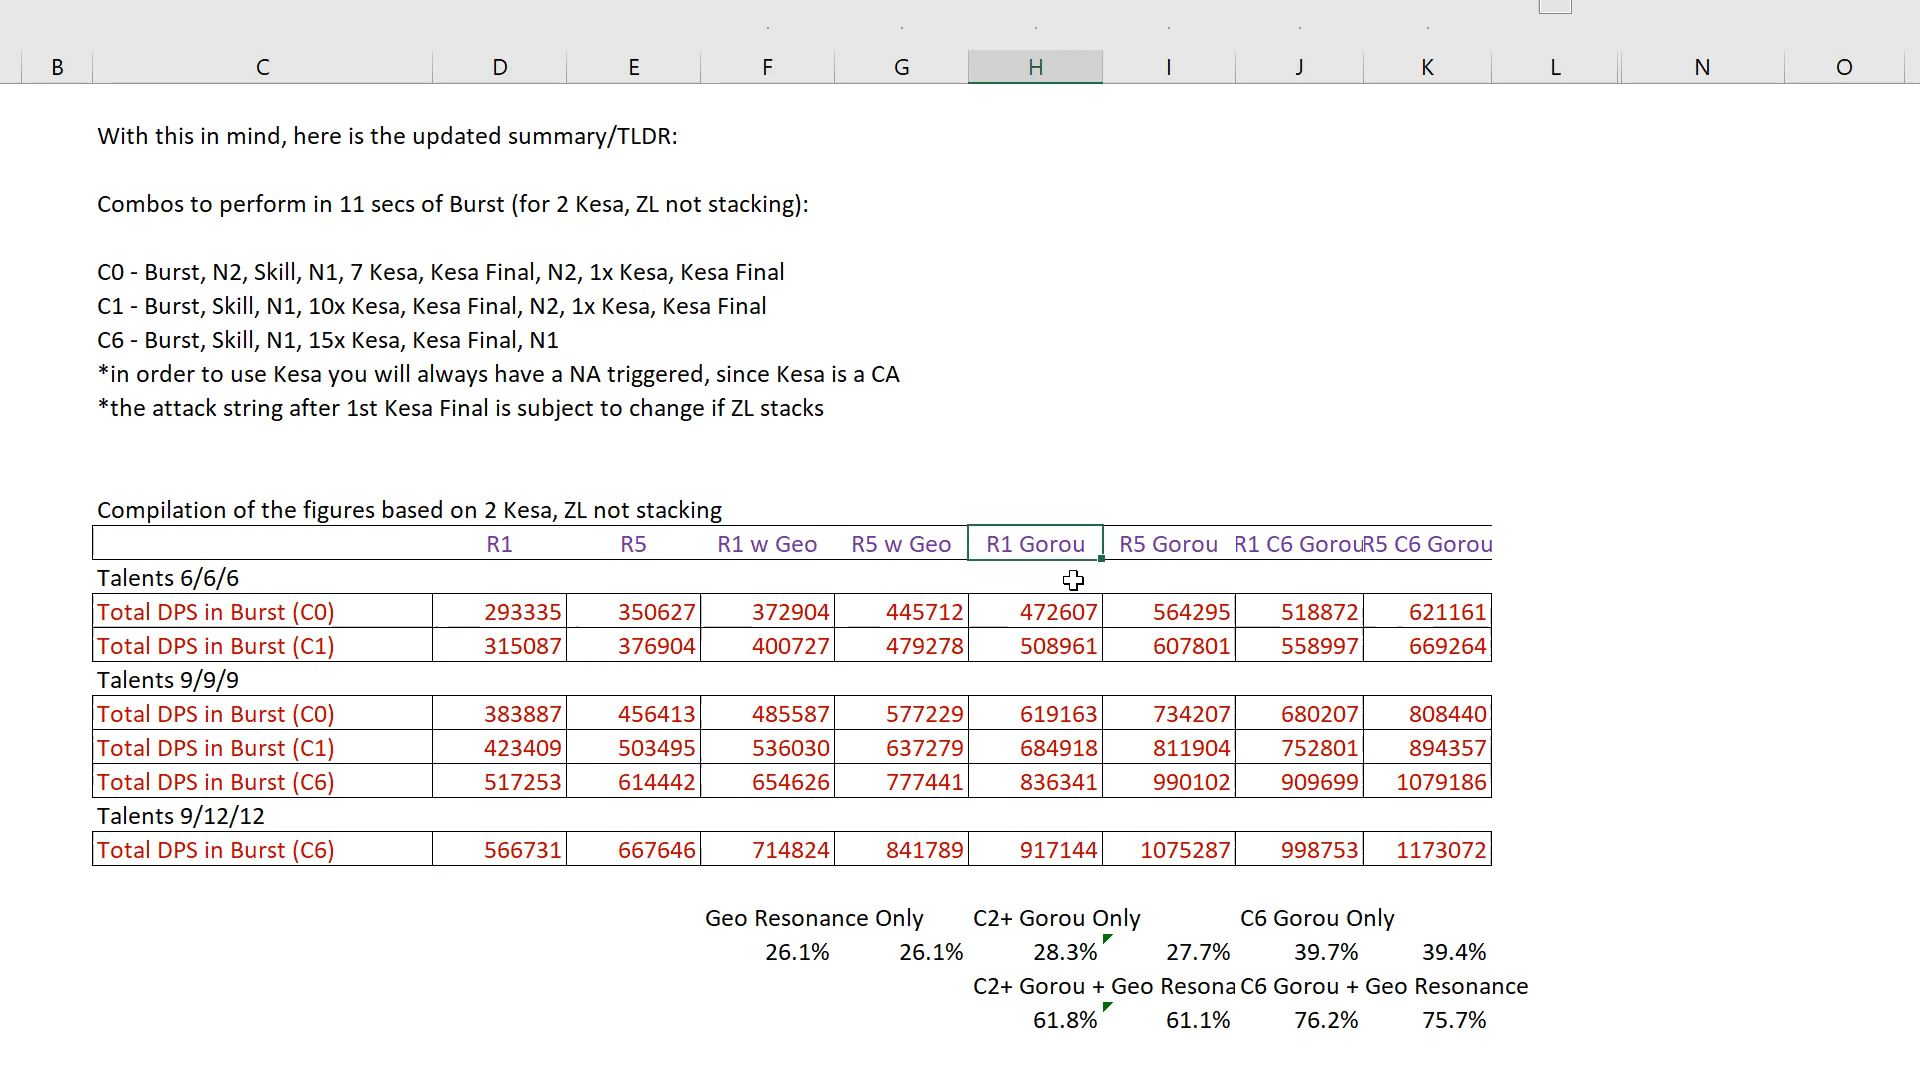 B C D E F G H I J K L N O
With this in mind, here is the updated summary/TLDR:
Combos to perform in 11 secs of Burst (for 2 Kesa, ZL not stacking):
C0 - Burst, N2, Skill, N1, 7 Kesa, Kesa Final, N2, 1x Kesa, Kesa Final
C1 - Burst, Skill, N1, 10x Kesa, Kesa Final, N2, 1x Kesa, Kesa Final
C6 - Burst, Skill, N1, 15x Kesa, Kesa Final, N1
*in order to use Kesa you will always have a NA triggered, since Kesa is a CA
*the attack string after 1st Kesa Final is subject to change if ZL stacks
Compilation of the figures based on 2 Kesa, ZL not stacking
R1 R5 R1 w Geo R5 w Geo R1 Gorou R5 Gorou R1 C6 Gorou R5 C6 Gorou
Talents 6/6/6
Total DPS in Burst (C0) 293335 350627 372904 445712 472607 564295 518872 621161
Total DPS in Burst (C1) 315087 376904 400727 479278 508961 607801 558997 669264
Talents 9/9/9
Total DPS in Burst (C0) 383887 456413 485587 577229 619163 734207 680207 808440
Total DPS in Burst (C1) 423409 503495 536030 637279 684918 811904 752801 894357
Total DPS in Burst (C6) 517253 614442 654626 777441 836341 990102 909699 1079186
Talents 9/12/12
Total DPS in Burst (C6) 566731 667646 714824 841789 917144 1075287 998753 1173072
Geo Resonance Only C2+ Gorou Only C6 Gorou Only
26.1% 26.1% 28.3% 27.7% 39.7% 39.4%
C2+ Gorou + Geo Resona C6 Gorou + Geo Resonance
61.8% 61.1% 76.2% 75.7%